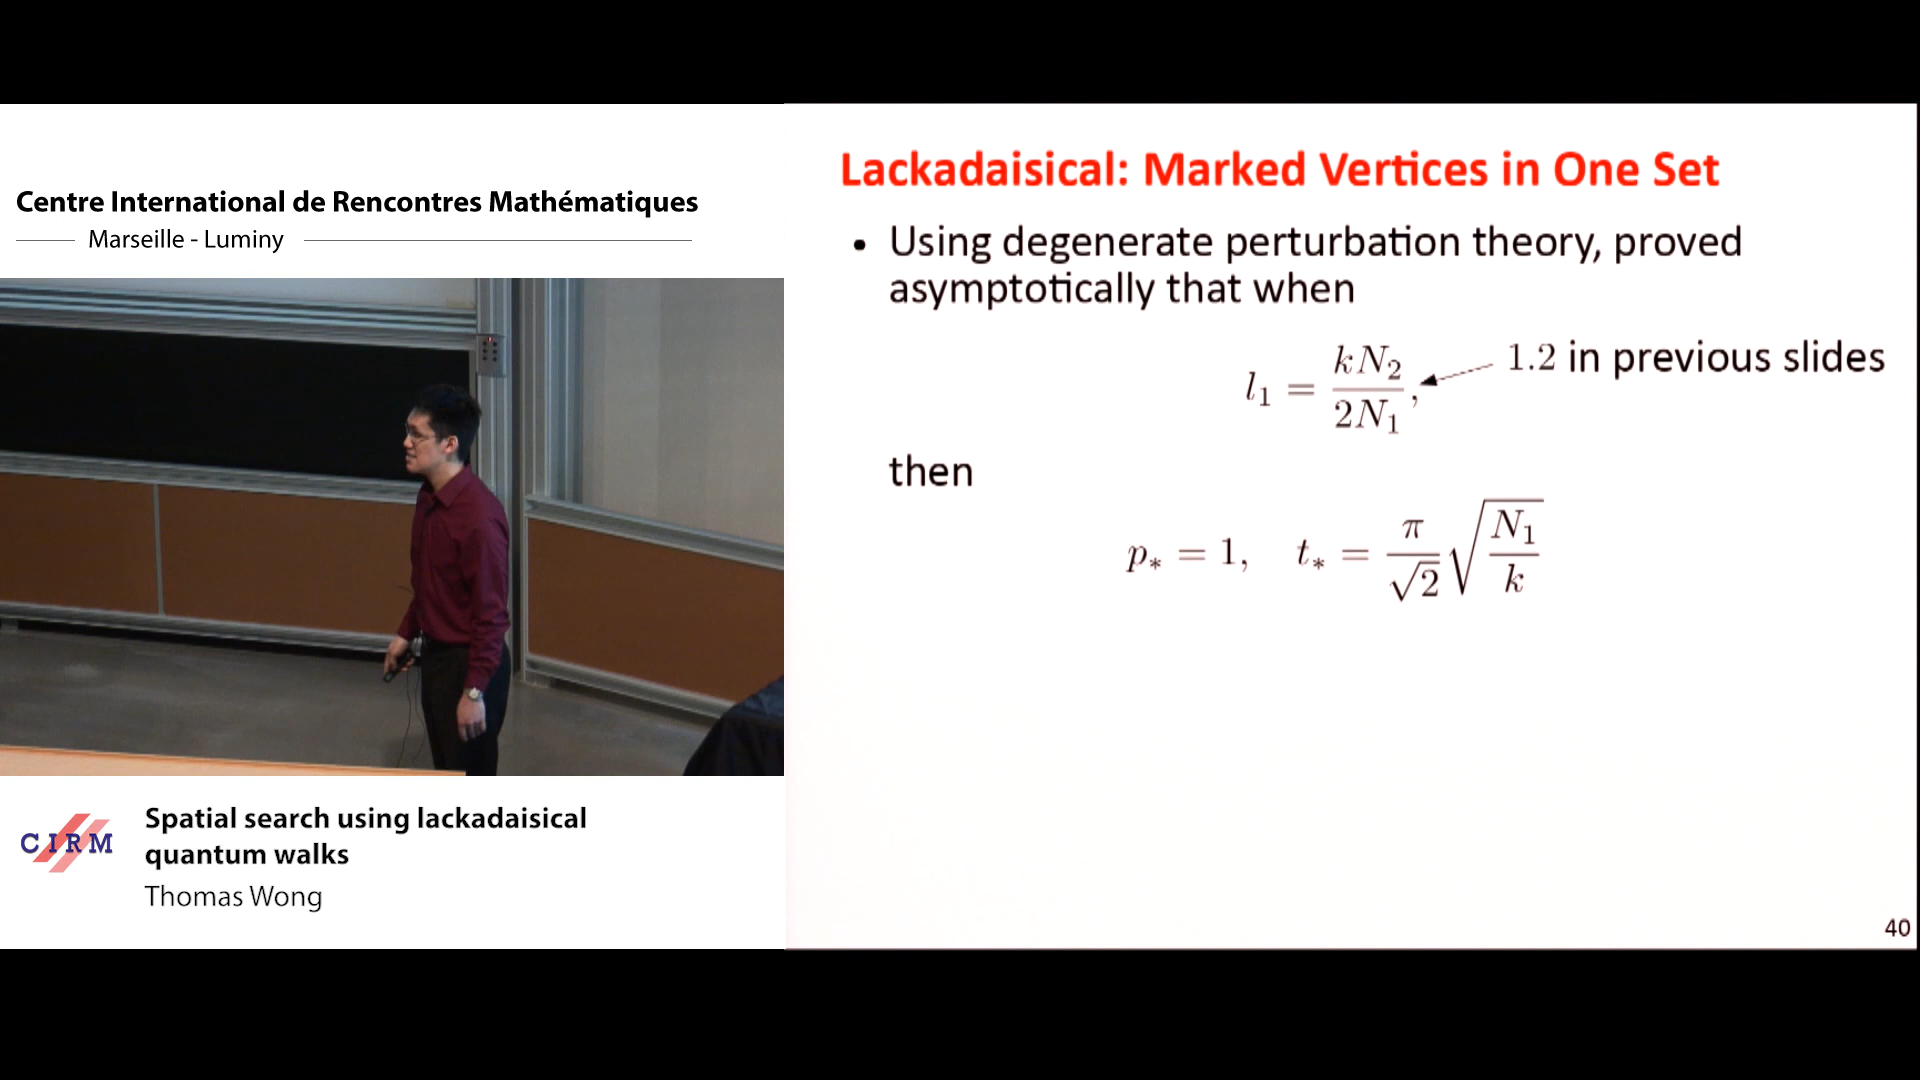 Centre International de Rencontres Mathématiques
Marseille - Luminy
CIRM
Spatial search using lackadaisical
quantum walks
Thomas Wong
Lackadaisical: Marked Vertices in One Set
• Using degenerate perturbation theory, proved
asymptotically that when
l₁ = kN₂ / 2N₁, 1.2 in previous slides
then
p* = 1, t* = π/√2 √(N₁/k)
40